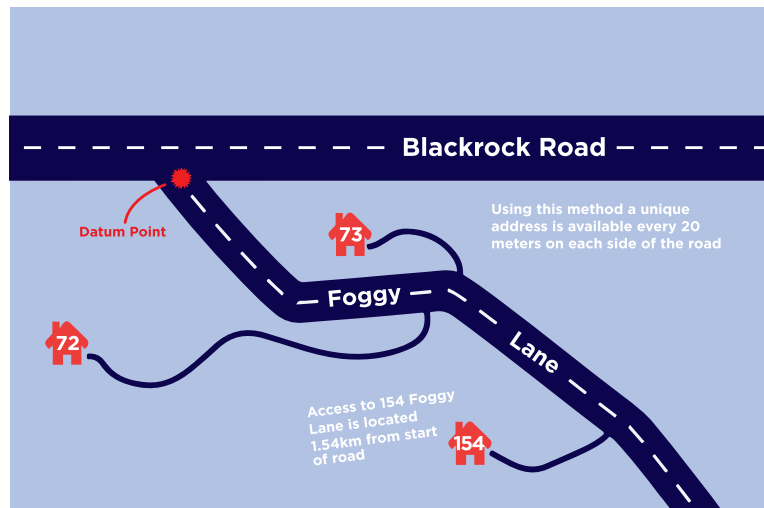 Blackrock Road
Datum Point
Using this method a unique
address is available every 20
meters on each side of the road
73
Foggy
72
Lane
Access to 154 Foggy
Lane is located
1.54km from start
of road
154